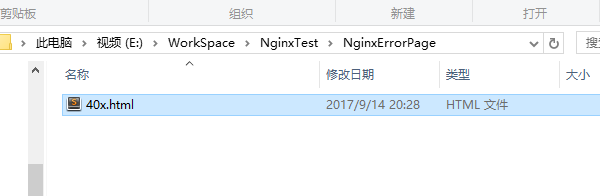 剪贴板 组织 新建 打开
此电脑 视频 (E:) WorkSpace NginxTest NginxErrorPage 搜
名称 修改日期 类型 大小
40x.html 2017/9/14 20:28 HTML 文件